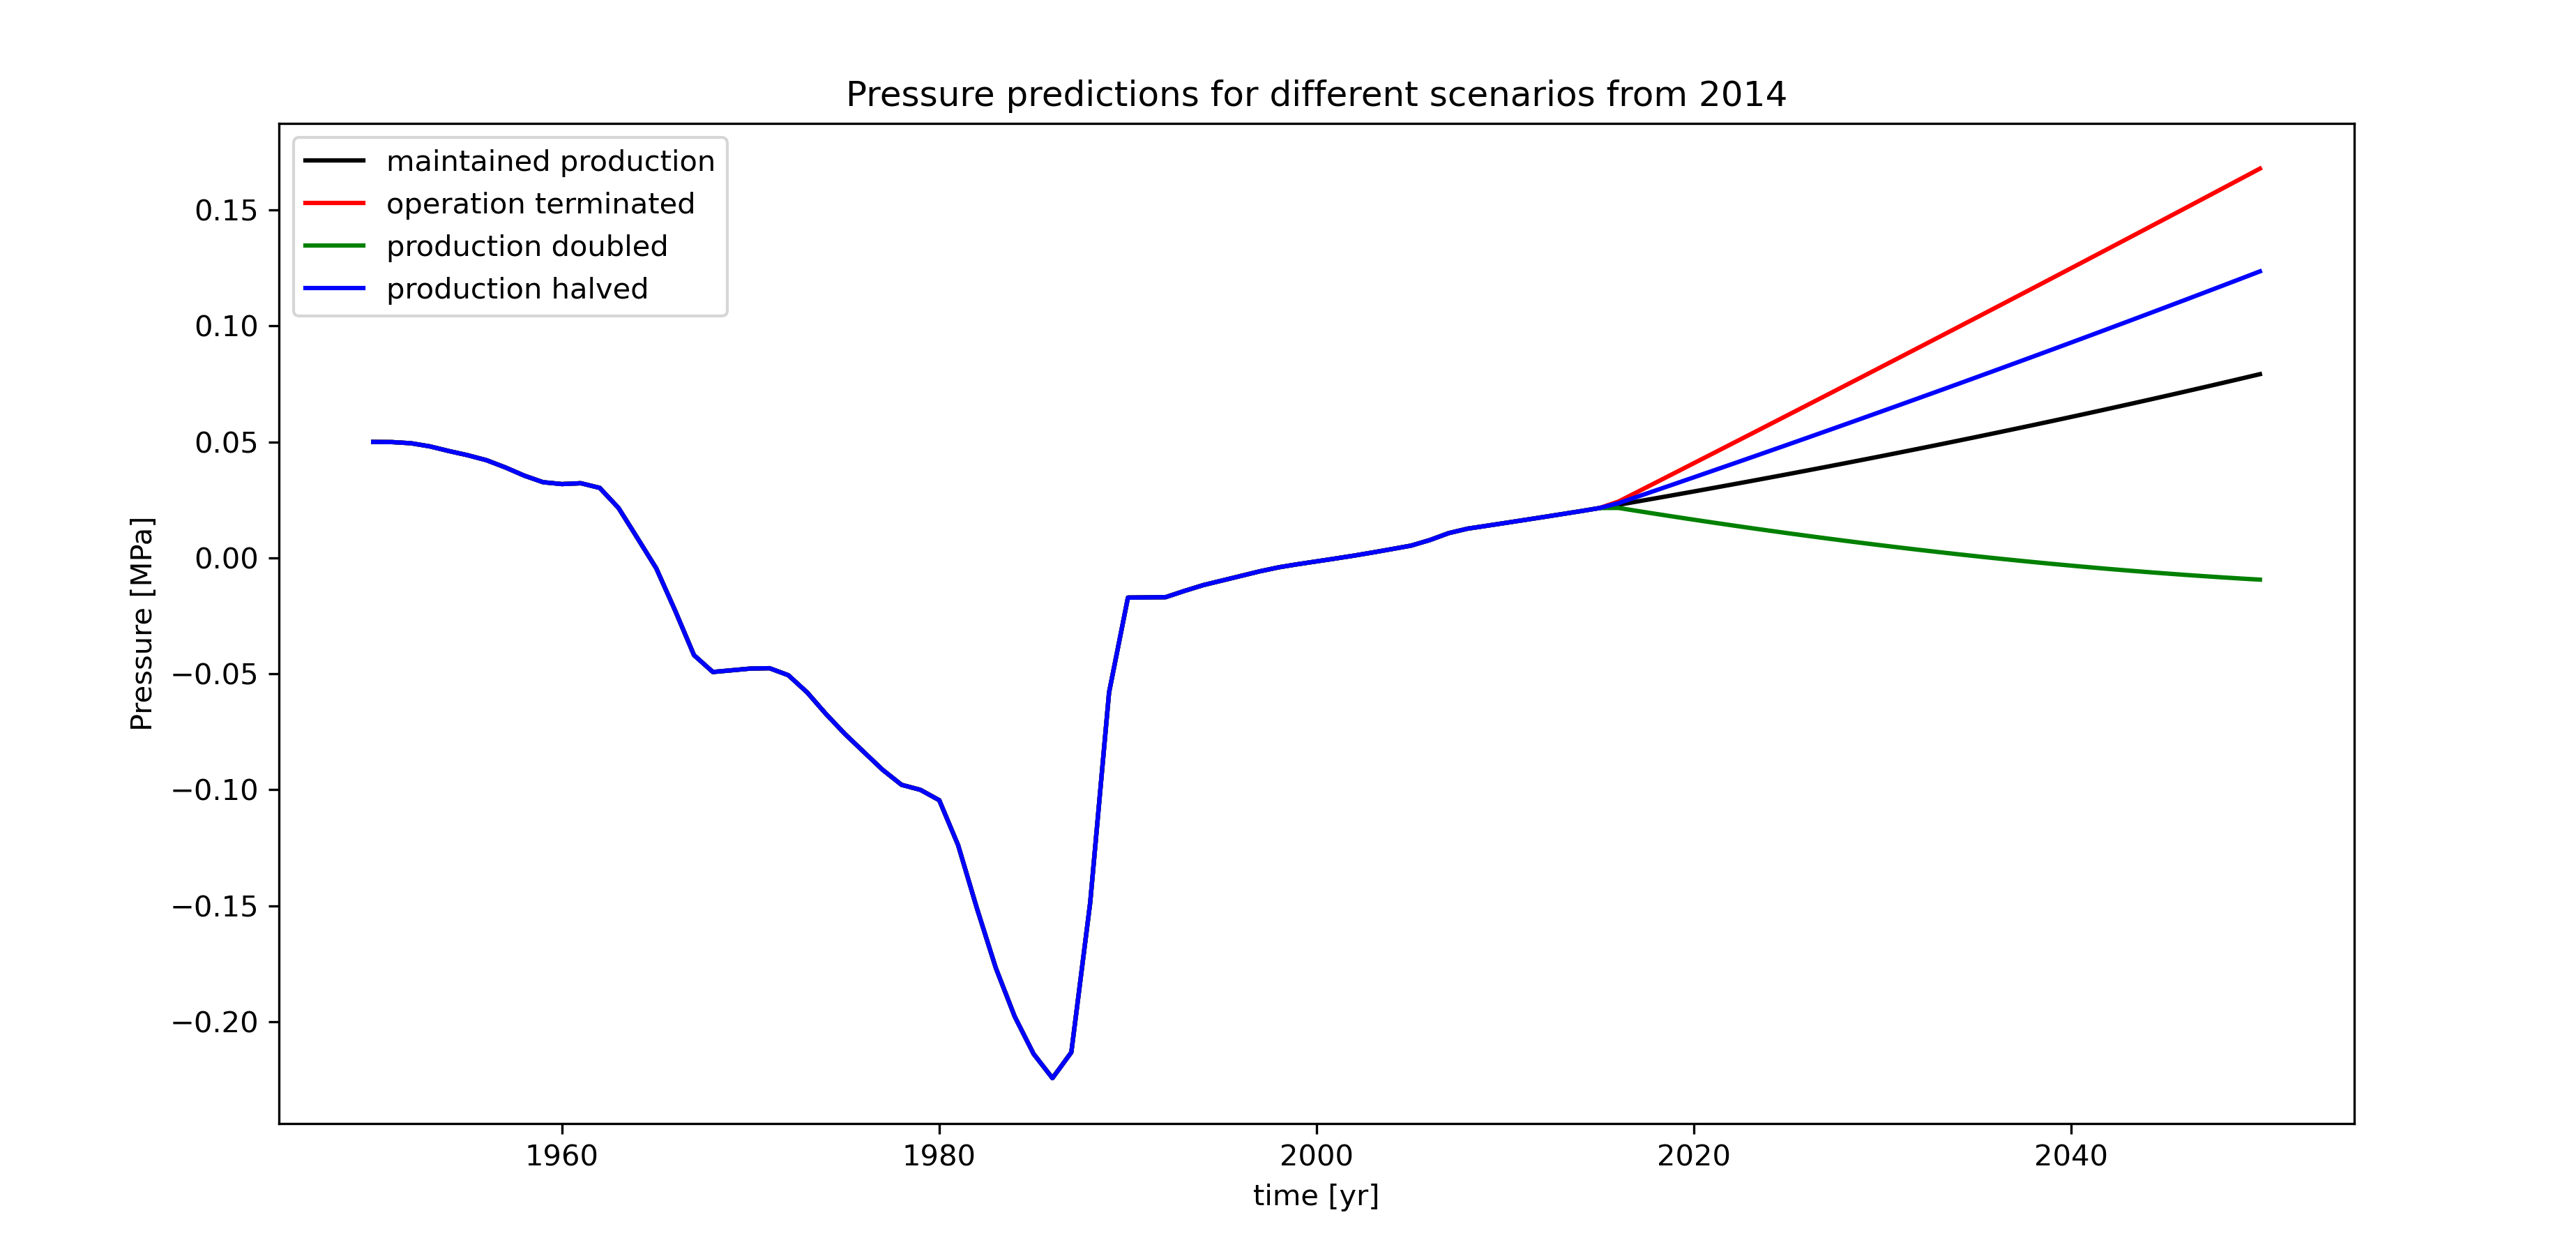 Pressure predictions for different scenarios from 2014
maintained production
operation terminated
production doubled
production halved
0.15
0.10
0.05
0.00
−0.05
−0.10
−0.15
−0.20
Pressure [MPa]
1960 1980 2000 2020 2040
time [yr]